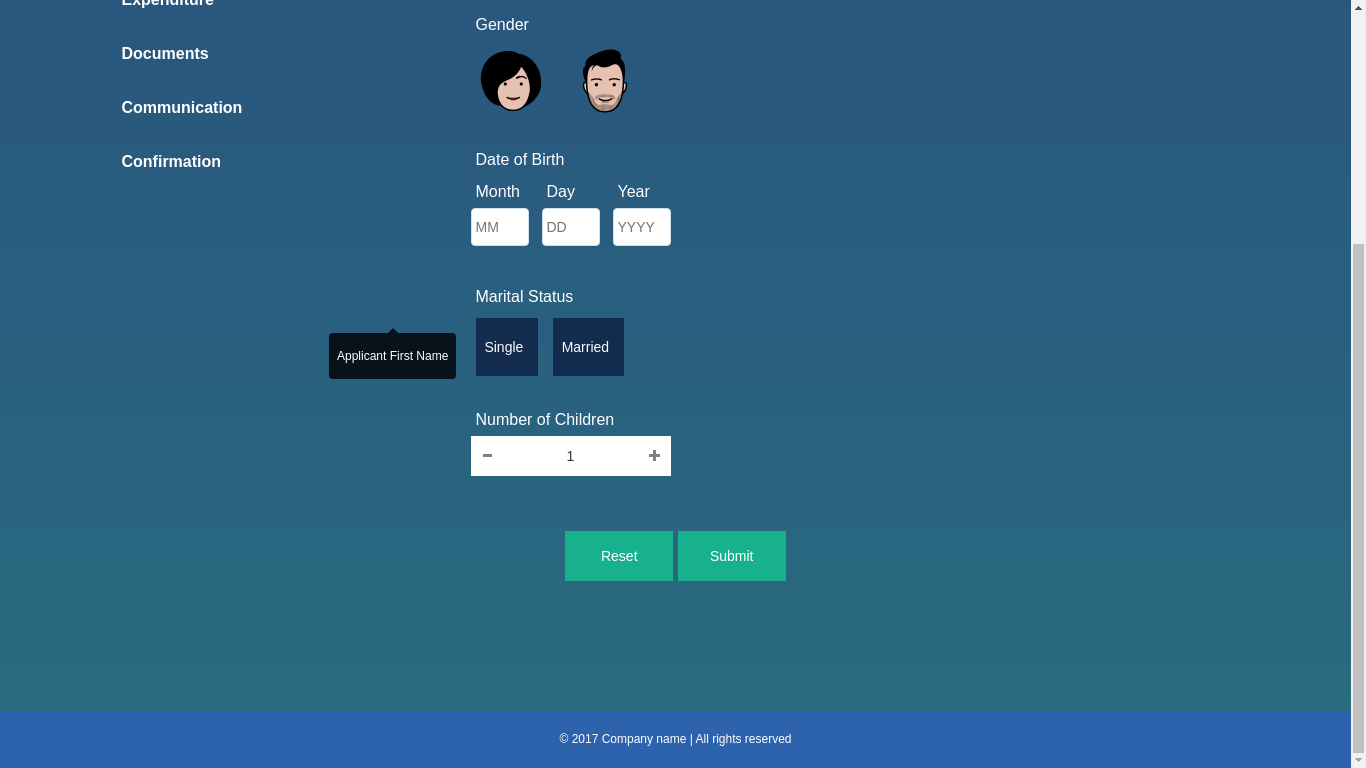 Expenditure
Documents
Communication
Confirmation
Gender
Date of Birth
Month Day Year
MM DD YYYY
Marital Status
Single Married
Applicant First Name
Number of Children
1
Reset Submit
© 2017 Company name | All rights reserved